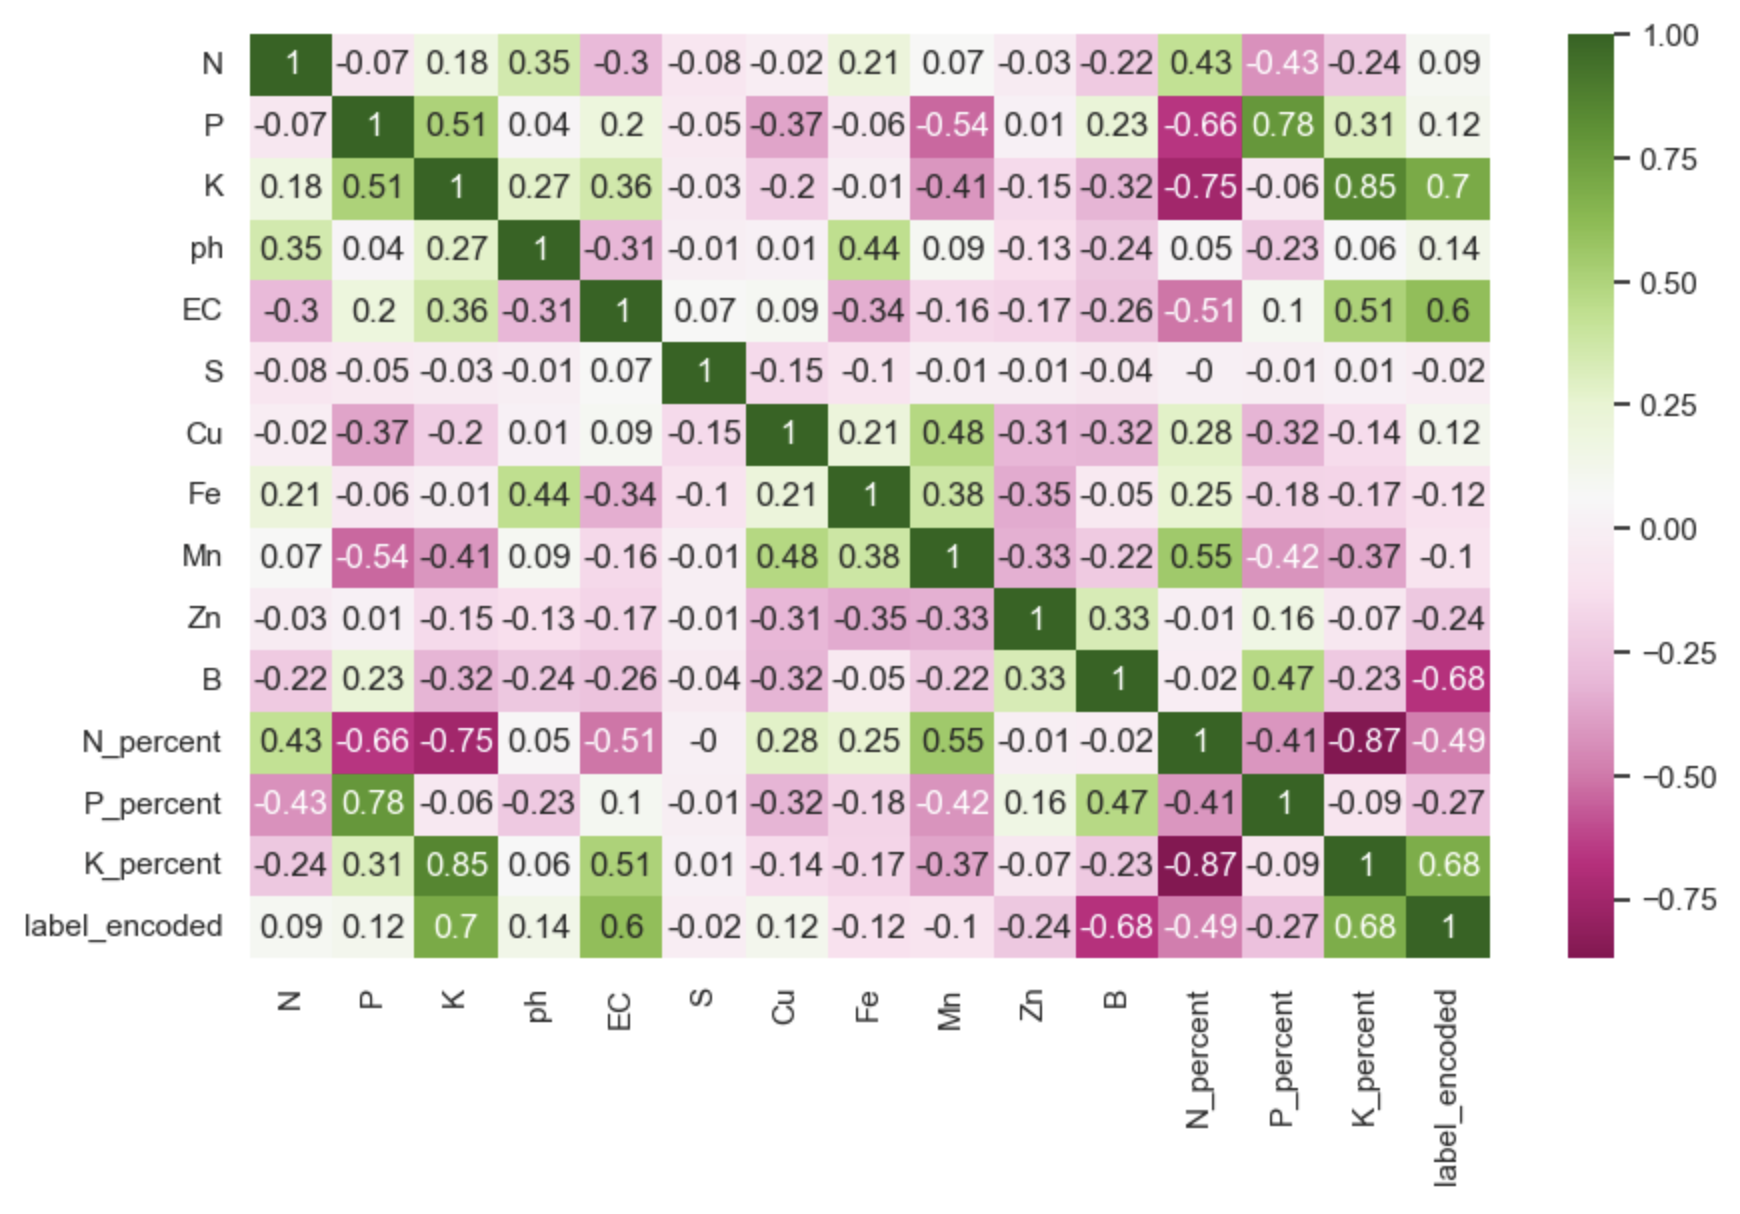 N 1 -0.07 0.18 0.35 -0.3 -0.08 -0.02 0.21 0.07 -0.03 -0.22 0.43 -0.43 -0.24 0.09
P -0.07 1 0.51 0.04 0.2 -0.05 -0.37 -0.06 -0.54 0.01 0.23 -0.66 0.78 0.31 0.12
K 0.18 0.51 1 0.27 0.36 -0.03 -0.2 -0.01 -0.41 -0.15 -0.32 -0.75 -0.06 0.85 0.7
ph 0.35 0.04 0.27 1 -0.31 -0.01 0.01 0.44 0.09 -0.13 -0.24 0.05 -0.23 0.06 0.14
EC -0.3 0.2 0.36 -0.31 1 0.07 0.09 -0.34 -0.16 -0.17 -0.26 -0.51 0.1 0.51 0.6
S -0.08 -0.05 -0.03 -0.01 0.07 1 -0.15 -0.1 -0.01 -0.01 -0.04 -0 -0.01 0.01 -0.02
Cu -0.02 -0.37 -0.2 0.01 0.09 -0.15 1 0.21 0.48 -0.31 -0.32 0.28 -0.32 -0.14 0.12
Fe 0.21 -0.06 -0.01 0.44 -0.34 -0.1 0.21 1 0.38 -0.35 -0.05 0.25 -0.18 -0.17 -0.12
Mn 0.07 -0.54 -0.41 0.09 -0.16 -0.01 0.48 0.38 1 -0.33 -0.22 0.55 -0.42 -0.37 -0.1
Zn -0.03 0.01 -0.15 -0.13 -0.17 -0.01 -0.31 -0.35 -0.33 1 0.33 -0.01 0.16 -0.07 -0.24
B -0.22 0.23 -0.32 -0.24 -0.26 -0.04 -0.32 -0.05 -0.22 0.33 1 -0.02 0.47 -0.23 -0.68
N_percent 0.43 -0.66 -0.75 0.05 -0.51 -0 0.28 0.25 0.55 -0.01 -0.02 1 -0.41 -0.87 -0.49
P_percent -0.43 0.78 -0.06 -0.23 0.1 -0.01 -0.32 -0.18 -0.42 0.16 0.47 -0.41 1 -0.09 -0.27
K_percent -0.24 0.31 0.85 0.06 0.51 0.01 -0.14 -0.17 -0.37 -0.07 -0.23 -0.87 -0.09 1 0.68
label_encoded 0.09 0.12 0.7 0.14 0.6 -0.02 0.12 -0.12 -0.1 -0.24 -0.68 -0.49 -0.27 0.68 1
N P K ph EC S Cu Fe Mn Zn B N_percent P_percent K_percent label_encoded
1.00
0.75
0.50
0.25
0.00
−0.25
−0.50
−0.75